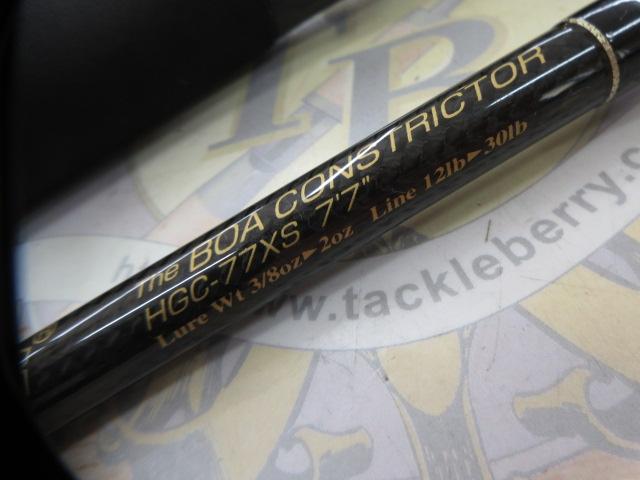 The BOA CONSTRICTOR
HGC-77XS 7'7"
Lure Wt 3/8oz▶2oz Line 12lb▶30lb
www.tackleberry.c